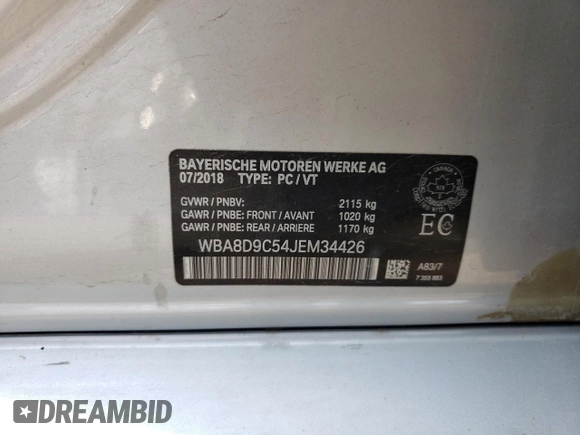 BAYERISCHE MOTOREN WERKE AG
07/2018 TYPE: PC / VT
GVWR / PNBV: 2115 kg
GAWR / PNBE: FRONT / AVANT 1020 kg
GAWR / PNBE: REAR / ARRIERE 1170 kg
WBA8D9C54JEM34426
CANADA
EC
A83/7
DREAMBID